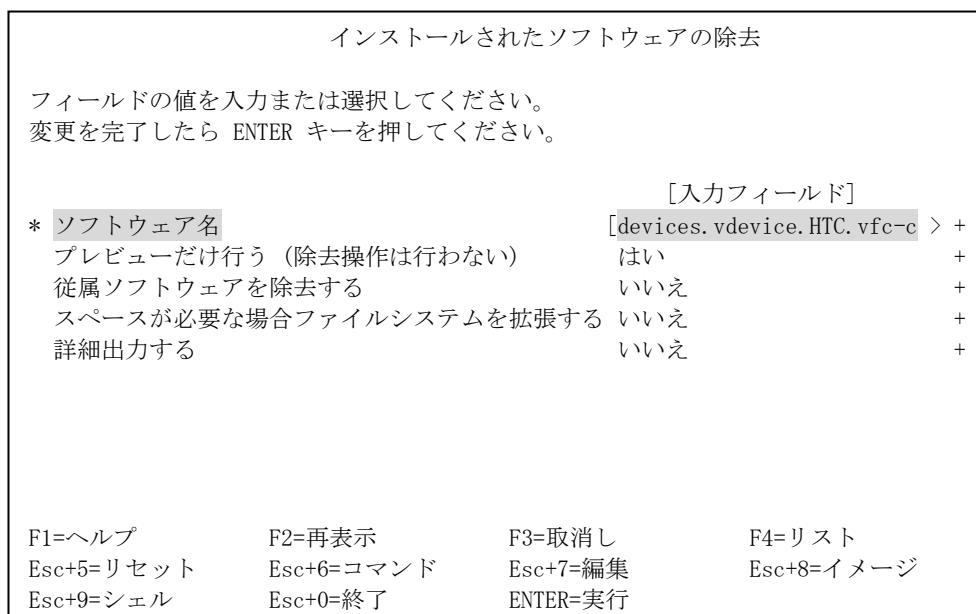 インストールされたソフトウェアの除去
フィールドの値を入力または選択してください。
変更を完了したら ENTER キーを押してください。
[入力フィールド]
* ソフトウェア名 [devices.vdevice.HTC.vfc-c > +
プレビューだけ行う (除去操作は行わない) はい +
従属ソフトウェアを除去する いいえ +
スペースが必要な場合ファイルシステムを拡張する いいえ +
詳細出力する いいえ +
F1=ヘルプ F2=再表示 F3=取消し F4=リスト
Esc+5=リセット Esc+6=コマンド Esc+7=編集 Esc+8=イメージ
Esc+9=シェル Esc+0=終了 ENTER=実行